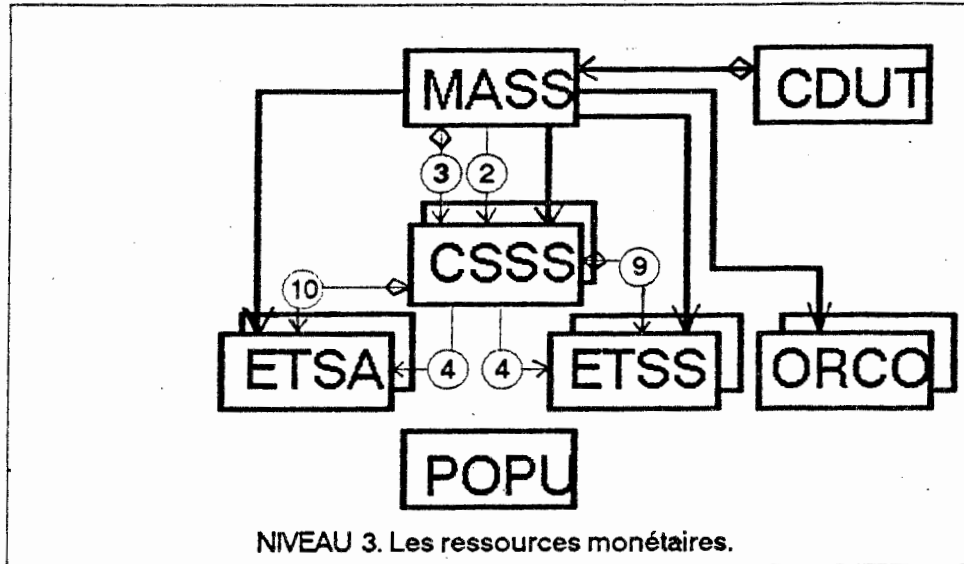 MASS
CDUT
3
2
CSSS
9
10
ETSA
4
4
ETSS
ORCO
POPU
NIVEAU 3. Les ressources monétaires.